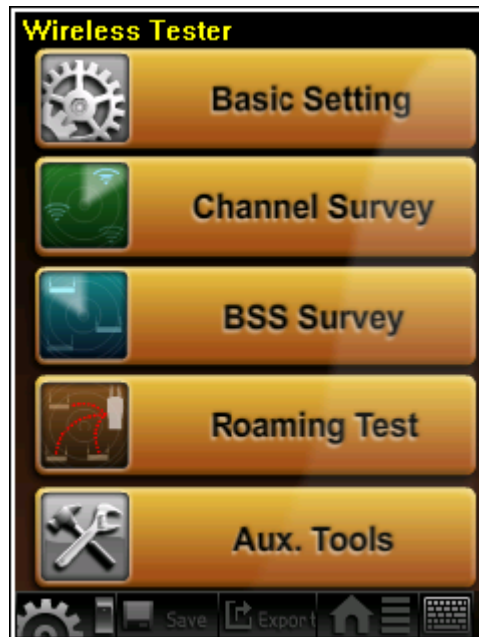 Wireless Tester
Basic Setting
Channel Survey
BSS Survey
Roaming Test
Aux. Tools
Save Export